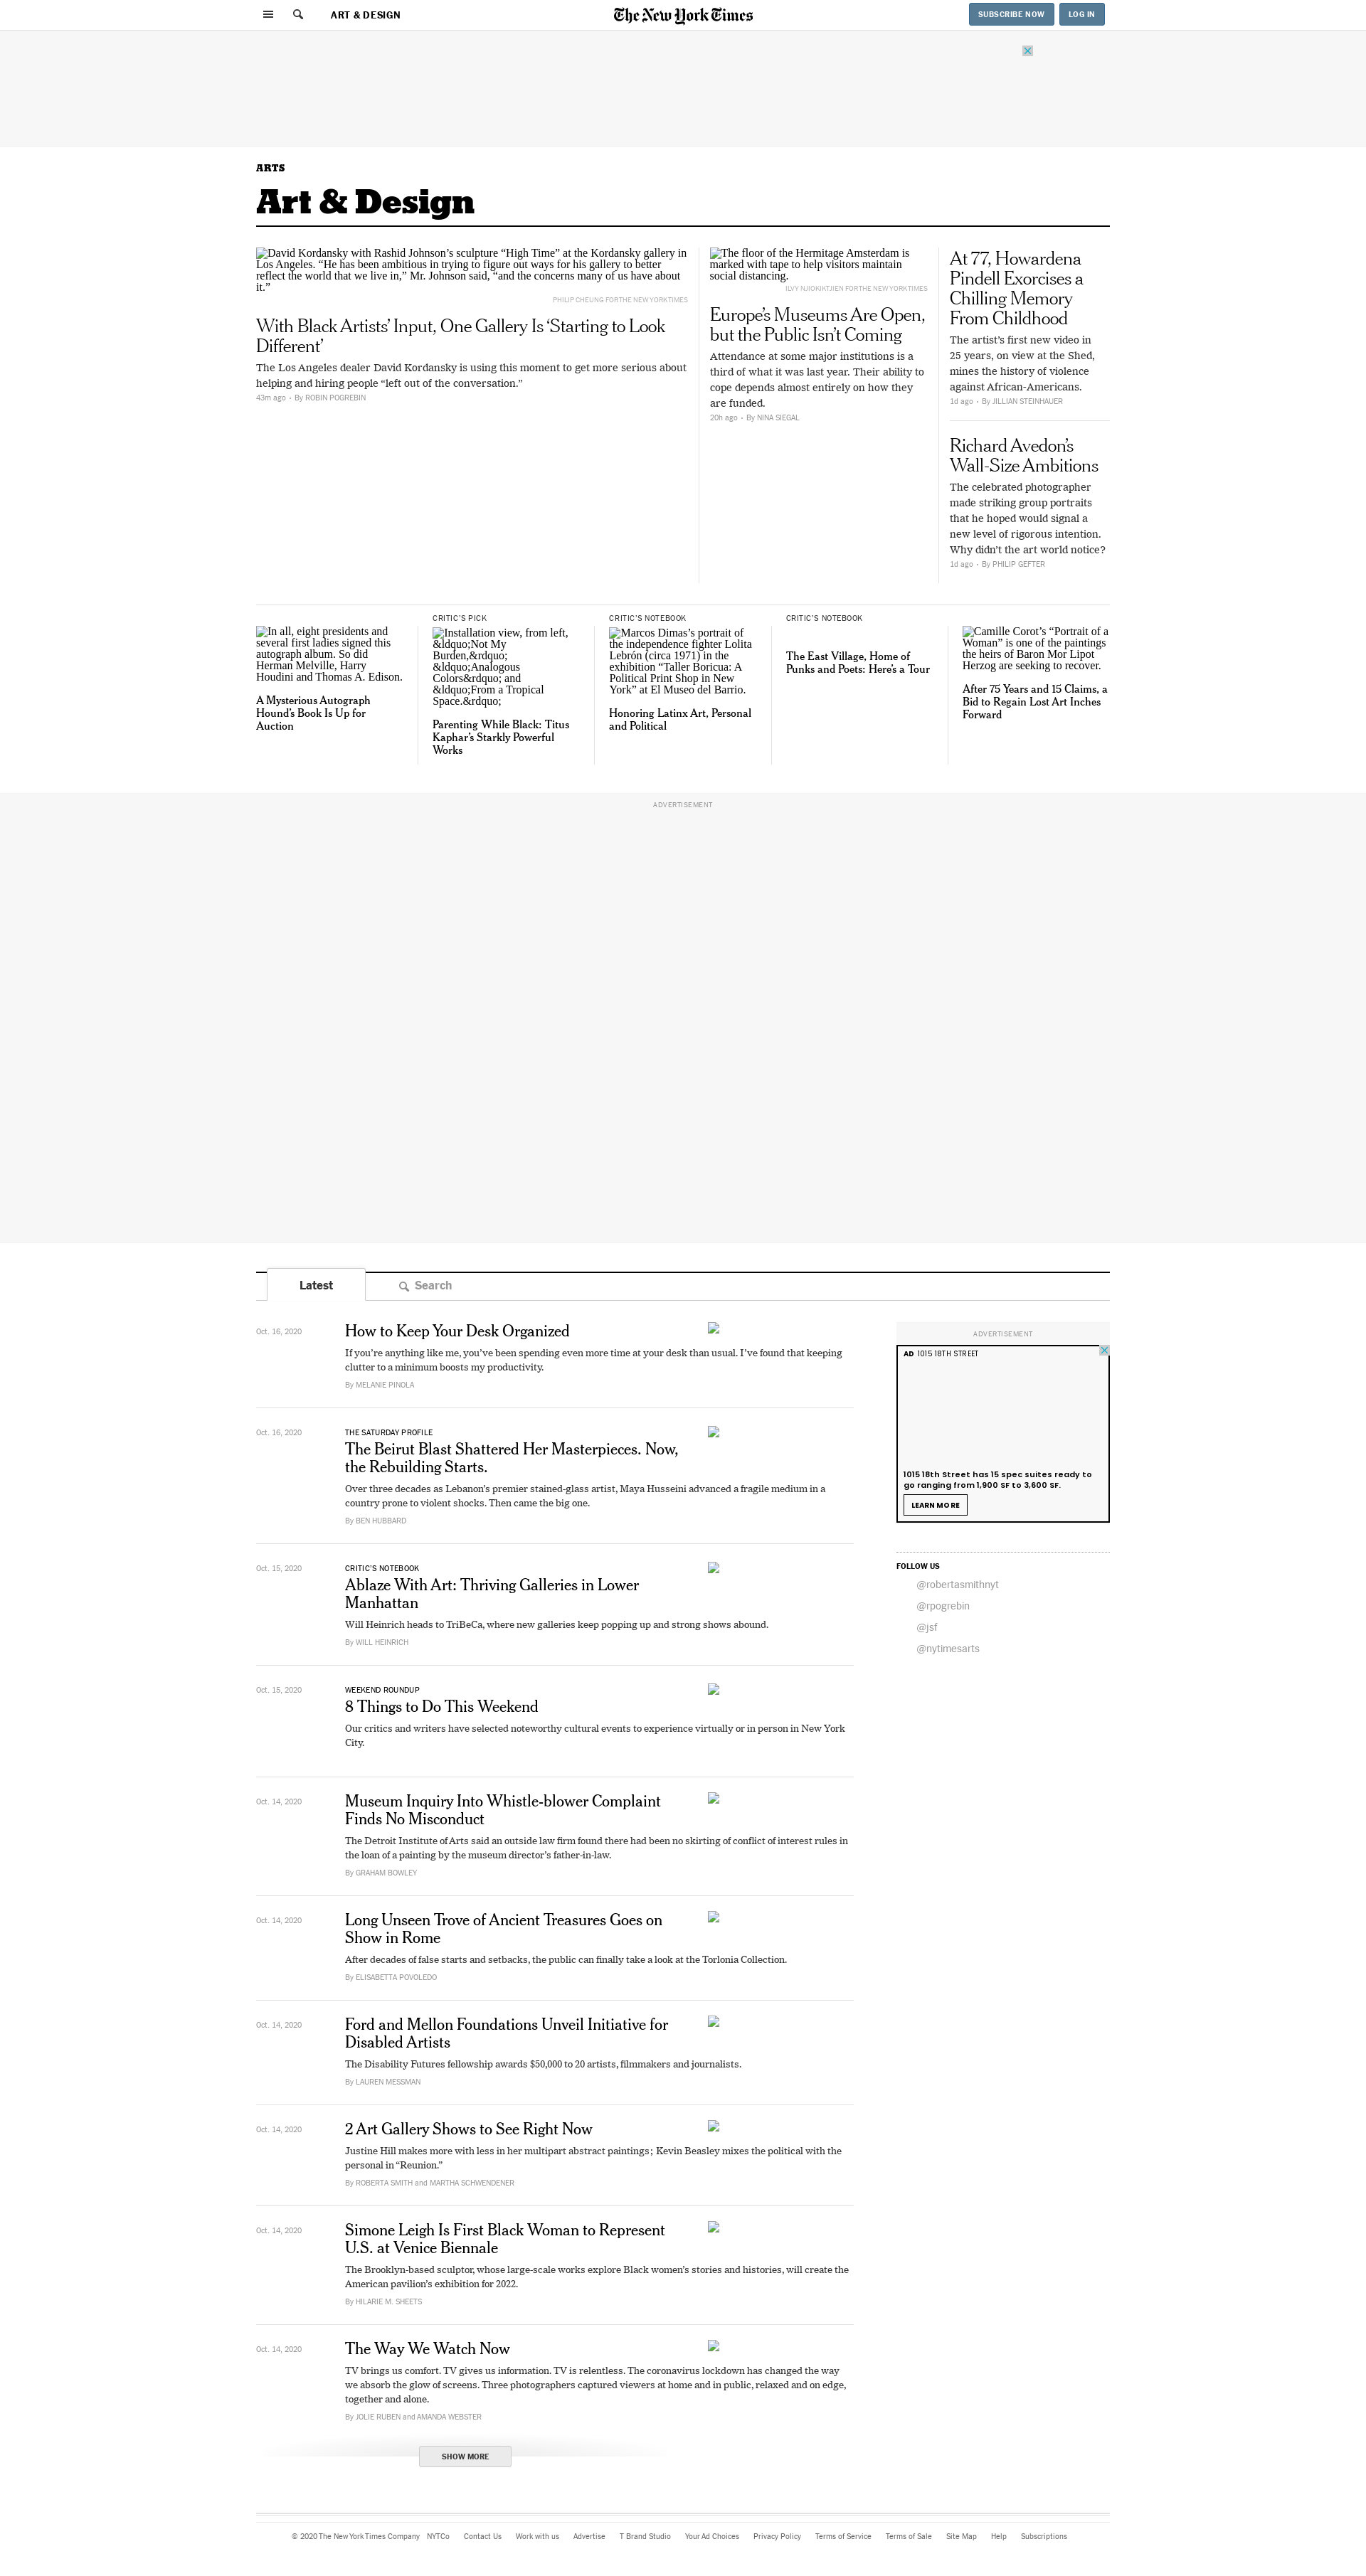 ART & DESIGN
The New York Times
SUBSCRIBE NOW
LOG IN
ARTS
Art & Design
David Kordansky with Rashid Johnson’s sculpture “High Time” at the Kordansky gallery in
Los Angeles. “He has been ambitious in trying to figure out ways for his gallery to better
reflect the world that we live in,” Mr. Johnson said, “and the concerns many of us have about
it.”
PHILIP CHEUNG FOR THE NEW YORK TIMES
With Black Artists’ Input, One Gallery Is ‘Starting to Look
Different’
The Los Angeles dealer David Kordansky is using this moment to get more serious about
helping and hiring people “left out of the conversation.”
43m ago • By ROBIN POGREBIN
The floor of the Hermitage Amsterdam is
marked with tape to help visitors maintain
social distancing.
ILVY NJIOKIKTJIEN FOR THE NEW YORK TIMES
Europe’s Museums Are Open,
but the Public Isn’t Coming
Attendance at some major institutions is a
third of what it was last year. Their ability to
cope depends almost entirely on how they
are funded.
20h ago • By NINA SIEGAL
At 77, Howardena
Pindell Exorcises a
Chilling Memory
From Childhood
The artist’s first new video in
25 years, on view at the Shed,
mines the history of violence
against African-Americans.
1d ago • By JILLIAN STEINHAUER
Richard Avedon’s
Wall-Size Ambitions
The celebrated photographer
made striking group portraits
that he hoped would signal a
new level of rigorous intention.
Why didn’t the art world notice?
1d ago • By PHILIP GEFTER
In all, eight presidents and
several first ladies signed this
autograph album. So did
Herman Melville, Harry
Houdini and Thomas A. Edison.
A Mysterious Autograph
Hound’s Book Is Up for
Auction
CRITIC’S PICK
Installation view, from left,
&ldquo;Not My
Burden,&rdquo;
&ldquo;Analogous
Colors&rdquo; and
&ldquo;From a Tropical
Space.&rdquo;
Parenting While Black: Titus
Kaphar’s Starkly Powerful
Works
CRITIC’S NOTEBOOK
Marcos Dimas’s portrait of
the independence fighter Lolita
Lebrón (circa 1971) in the
exhibition “Taller Boricua: A
Political Print Shop in New
York” at El Museo del Barrio.
Honoring Latinx Art, Personal
and Political
CRITIC’S NOTEBOOK
The East Village, Home of
Punks and Poets: Here’s a Tour
Camille Corot’s “Portrait of a
Woman” is one of the paintings
the heirs of Baron Mor Lipot
Herzog are seeking to recover.
After 75 Years and 15 Claims, a
Bid to Regain Lost Art Inches
Forward
ADVERTISEMENT
Latest
Search
Oct. 16, 2020
How to Keep Your Desk Organized
If you’re anything like me, you’ve been spending even more time at your desk than usual. I’ve found that keeping
clutter to a minimum boosts my productivity.
By MELANIE PINOLA
Oct. 16, 2020
THE SATURDAY PROFILE
The Beirut Blast Shattered Her Masterpieces. Now,
the Rebuilding Starts.
Over three decades as Lebanon’s premier stained-glass artist, Maya Husseini advanced a fragile medium in a
country prone to violent shocks. Then came the big one.
By BEN HUBBARD
Oct. 15, 2020
CRITIC’S NOTEBOOK
Ablaze With Art: Thriving Galleries in Lower
Manhattan
Will Heinrich heads to TriBeCa, where new galleries keep popping up and strong shows abound.
By WILL HEINRICH
Oct. 15, 2020
WEEKEND ROUNDUP
8 Things to Do This Weekend
Our critics and writers have selected noteworthy cultural events to experience virtually or in person in New York
City.
Oct. 14, 2020
Museum Inquiry Into Whistle-blower Complaint
Finds No Misconduct
The Detroit Institute of Arts said an outside law firm found there had been no skirting of conflict of interest rules in
the loan of a painting by the museum director’s father-in-law.
By GRAHAM BOWLEY
Oct. 14, 2020
Long Unseen Trove of Ancient Treasures Goes on
Show in Rome
After decades of false starts and setbacks, the public can finally take a look at the Torlonia Collection.
By ELISABETTA POVOLEDO
Oct. 14, 2020
Ford and Mellon Foundations Unveil Initiative for
Disabled Artists
The Disability Futures fellowship awards $50,000 to 20 artists, filmmakers and journalists.
By LAUREN MESSMAN
Oct. 14, 2020
2 Art Gallery Shows to See Right Now
Justine Hill makes more with less in her multipart abstract paintings; Kevin Beasley mixes the political with the
personal in “Reunion.”
By ROBERTA SMITH and MARTHA SCHWENDENER
Oct. 14, 2020
Simone Leigh Is First Black Woman to Represent
U.S. at Venice Biennale
The Brooklyn-based sculptor, whose large-scale works explore Black women’s stories and histories, will create the
American pavilion’s exhibition for 2022.
By HILARIE M. SHEETS
Oct. 14, 2020
The Way We Watch Now
TV brings us comfort. TV gives us information. TV is relentless. The coronavirus lockdown has changed the way
we absorb the glow of screens. Three photographers captured viewers at home and in public, relaxed and on edge,
together and alone.
By JOLIE RUBEN and AMANDA WEBSTER
SHOW MORE
ADVERTISEMENT
AD 1015 18TH STREET
1015 18th Street has 15 spec suites ready to
go ranging from 1,900 SF to 3,600 SF.
LEARN MORE
FOLLOW US
@robertasmithnyt
@rpogrebin
@jsf
@nytimesarts
© 2020 The New York Times Company NYTCo Contact Us Work with us Advertise T Brand Studio Your Ad Choices Privacy Policy Terms of Service Terms of Sale Site Map Help Subscriptions